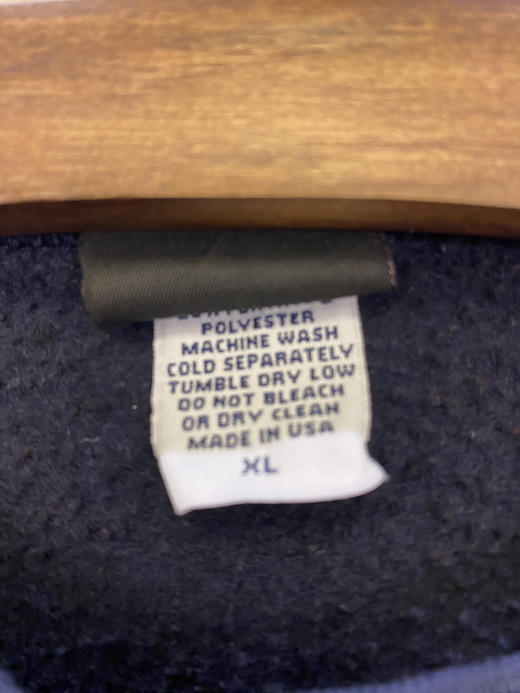 POLYESTER
MACHINE WASH
COLD SEPARATELY
TUMBLE DRY LOW
DO NOT BLEACH
OR DRY CLEAN
MADE IN USA
XL